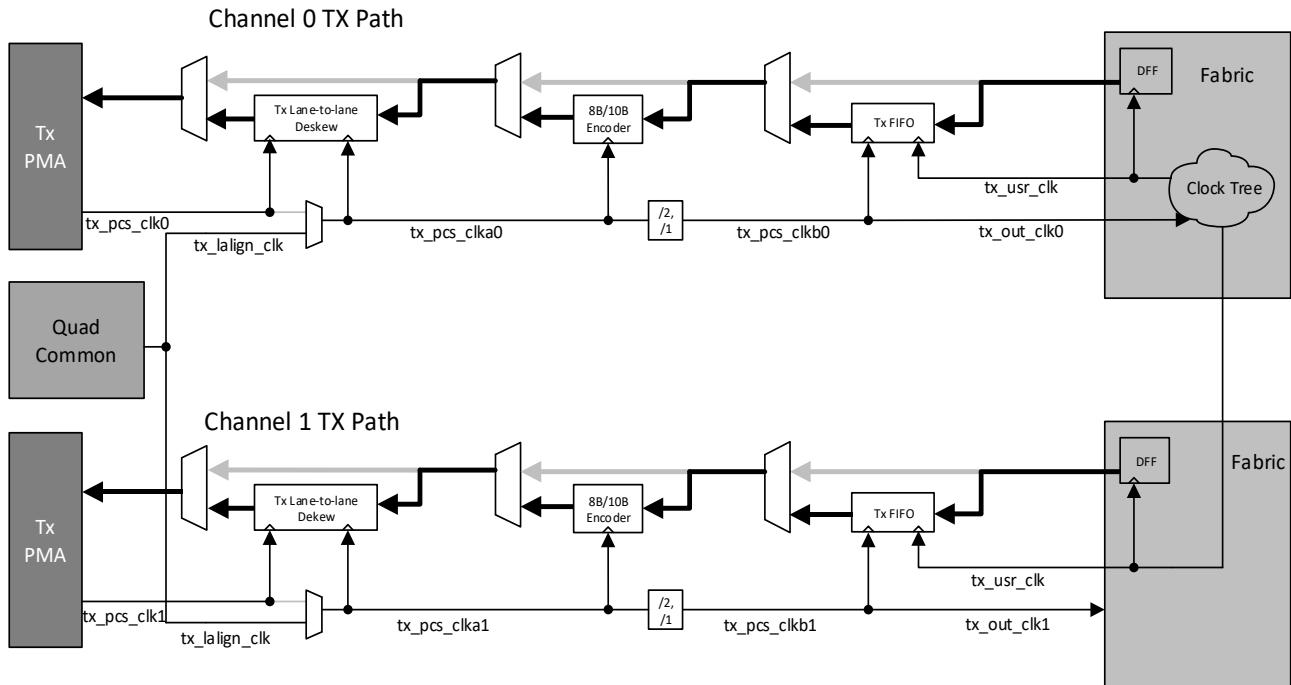 Channel 0 TX Path
DFF
Fabric
Tx
PMA
Tx Lane-to-lane
Deskew
8B/10B
Encoder
Tx FIFO
tx_usr_clk
Clock Tree
tx_pcs_clk0
tx_lalign_clk
tx_pcs_clka0
/2,
/1
tx_pcs_clkb0
tx_out_clk0
Quad
Common
Channel 1 TX Path
DFF
Fabric
Tx
PMA
Tx Lane-to-lane
Dekew
8B/10B
Encoder
Tx FIFO
tx_usr_clk
tx_pcs_clk1
tx_lalign_clk
tx_pcs_clka1
/2,
/1
tx_pcs_clkb1
tx_out_clk1